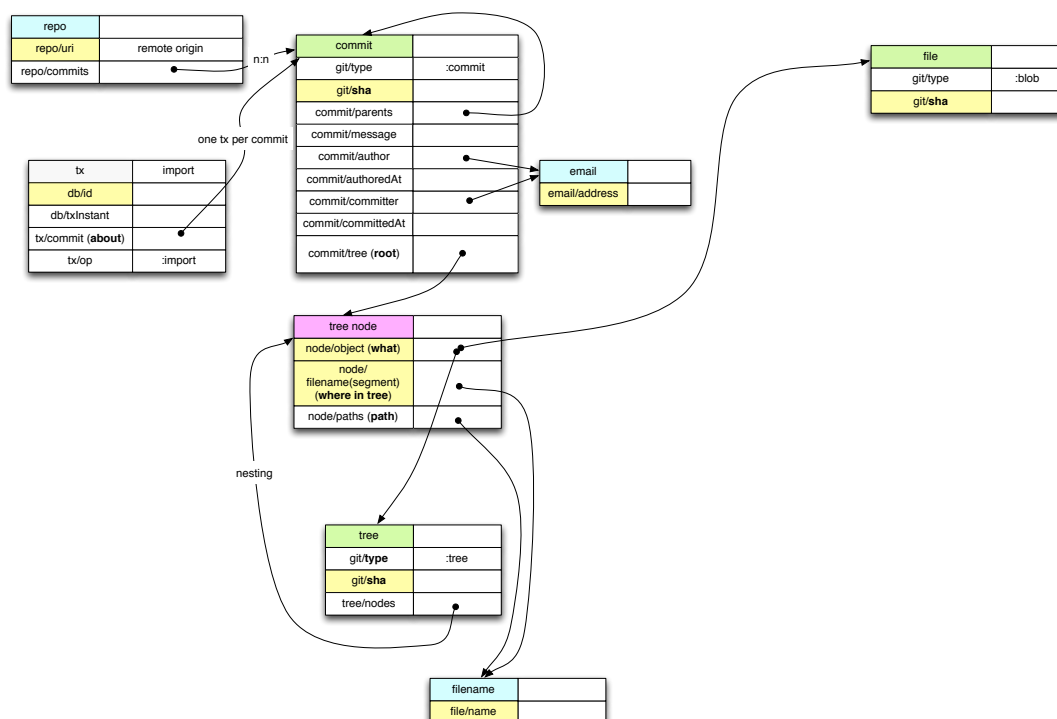 repo
repo/uri remote origin
repo/commits
n:n
commit
git/type :commit
git/sha
commit/parents
commit/message
commit/author
commit/authoredAt
commit/committer
commit/committedAt
commit/tree (root)
file
git/type :blob
git/sha
one tx per commit
tx import
db/id
db/txInstant
tx/commit (about)
tx/op :import
email
email/address
tree node
node/object (what)
node/
filename(segment)
(where in tree)
node/paths (path)
nesting
tree
git/type :tree
git/sha
tree/nodes
filename
file/name